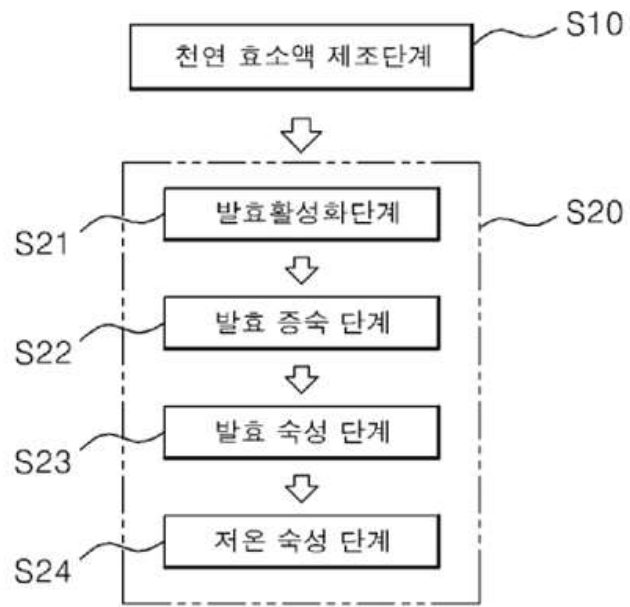 S10
천연 효소액 제조단계
S20
S21
발효활성화단계
S22
발효 증숙 단계
S23
발효 숙성 단계
S24
저온 숙성 단계